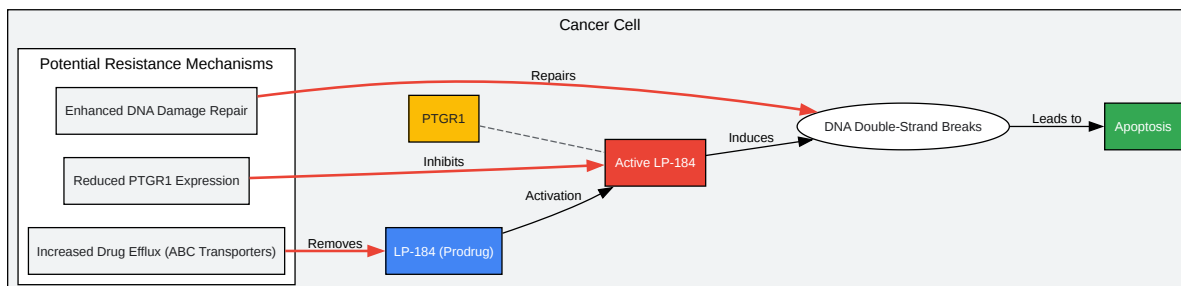 Cancer Cell
Potential Resistance Mechanisms
Enhanced DNA Damage Repair
Repairs
PTGR1
DNA Double-Strand Breaks
Leads to
Apoptosis
Induces
Reduced PTGR1 Expression
Inhibits
Active LP-184
Activation
Increased Drug Efflux (ABC Transporters)
Removes
LP-184 (Prodrug)